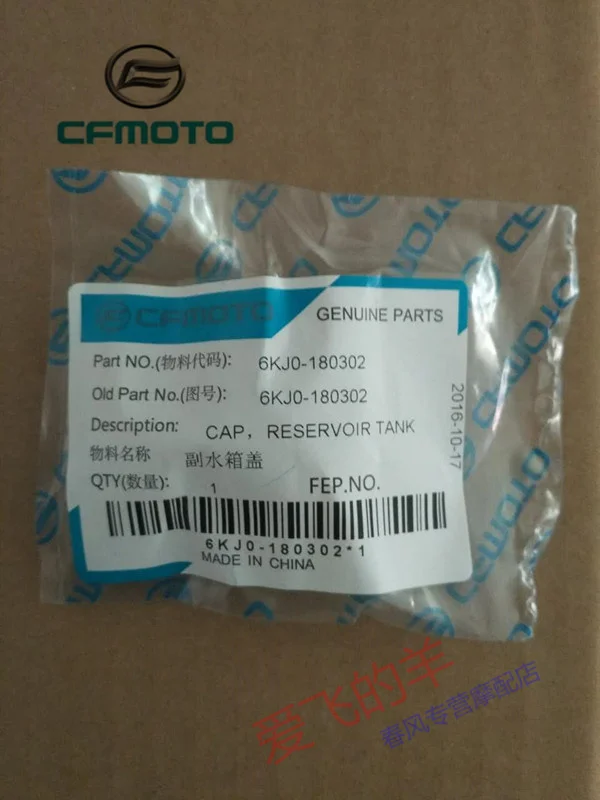 CFMOTO
CFMOTO
GENUINE PARTS
Part NO.(物料代码): 6KJ0-180302
Old Part No.(图号): 6KJ0-180302
Description: CAP, RESERVOIR TANK
物料名称 副水箱盖
QTY(数量): 1 FEP.NO.
2016-10-17
6KJ0-180302*1
MADE IN CHINA
爱飞的羊
春风专营摩配店